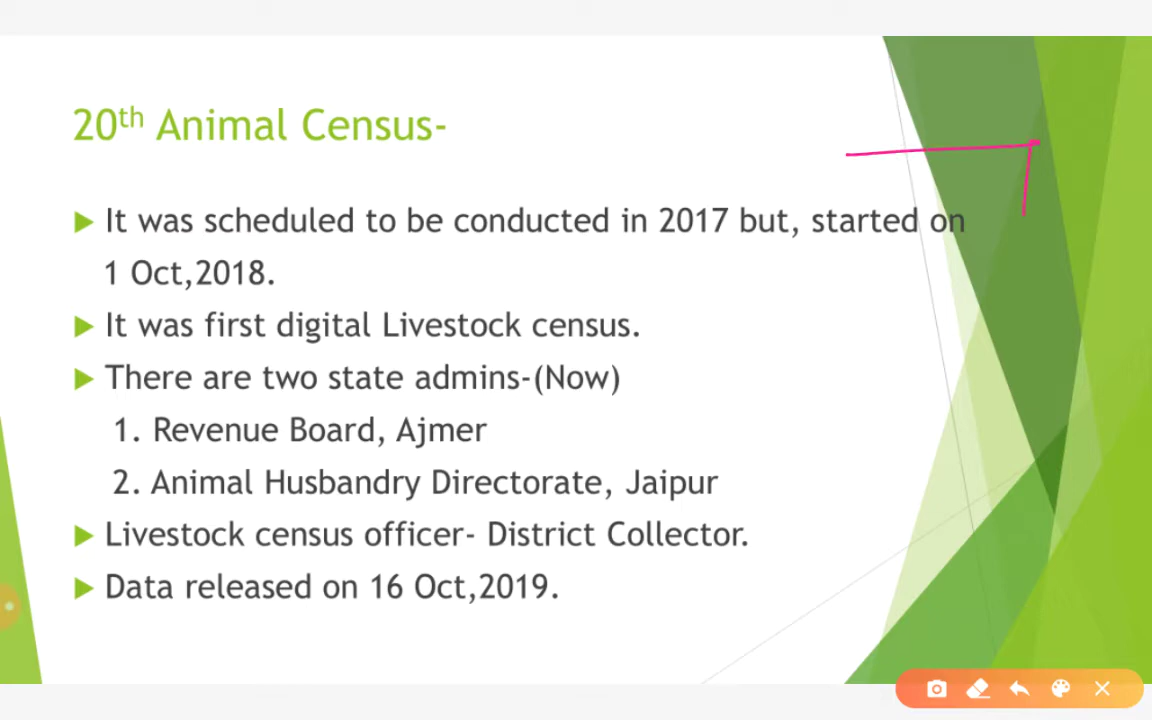 20th Animal Census-
It was scheduled to be conducted in 2017 but, started on
1 Oct,2018.
It was first digital Livestock census.
There are two state admins-(Now)
1. Revenue Board, Ajmer
2. Animal Husbandry Directorate, Jaipur
Livestock census officer- District Collector.
Data released on 16 Oct,2019.